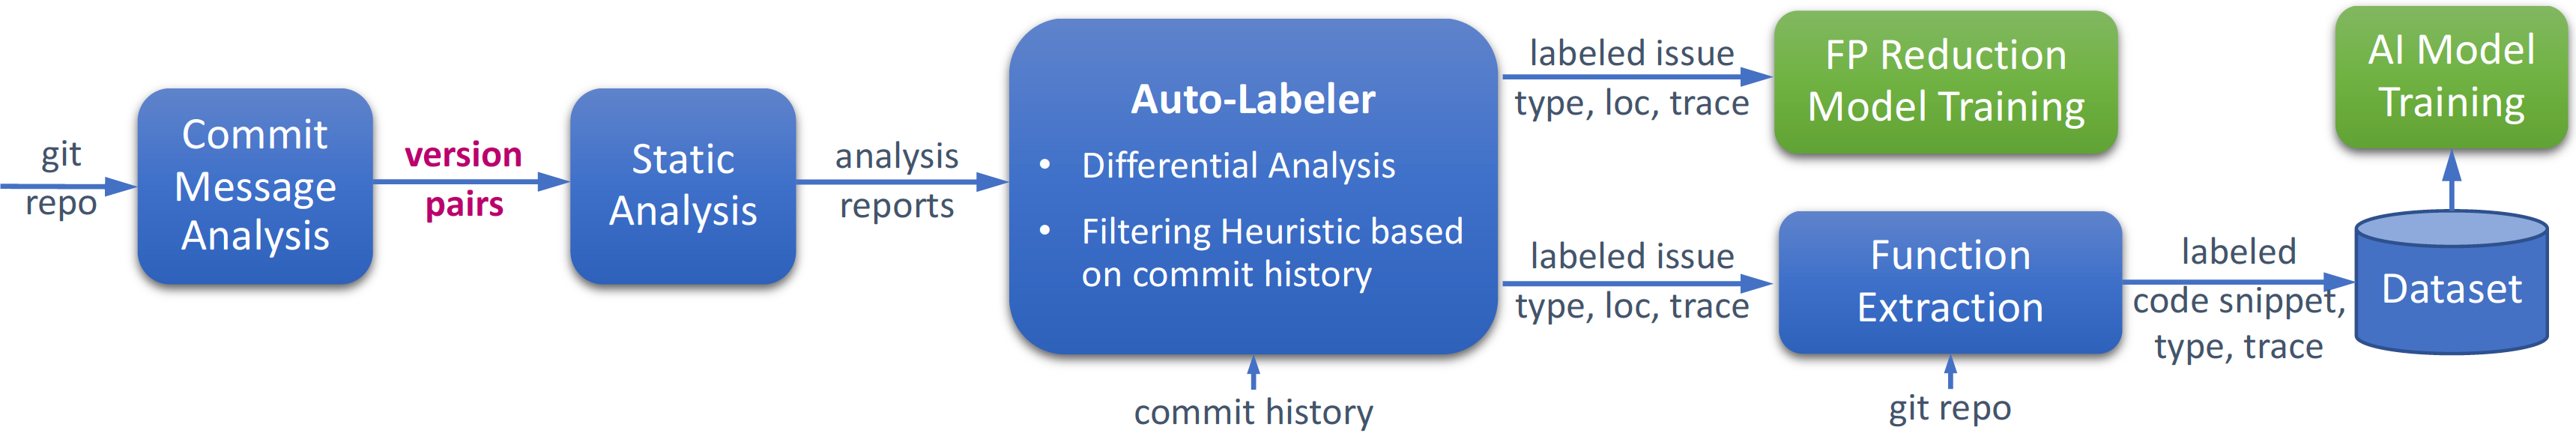 git
repo
Commit
Message
Analysis
version
pairs
Static
Analysis
analysis
reports
Auto-Labeler
• Differential Analysis
• Filtering Heuristic based
on commit history
commit history
labeled issue
type, loc, trace
FP Reduction
Model Training
labeled issue
type, loc, trace
Function
Extraction
git repo
labeled
code snippet,
type, trace
Dataset
AI Model
Training